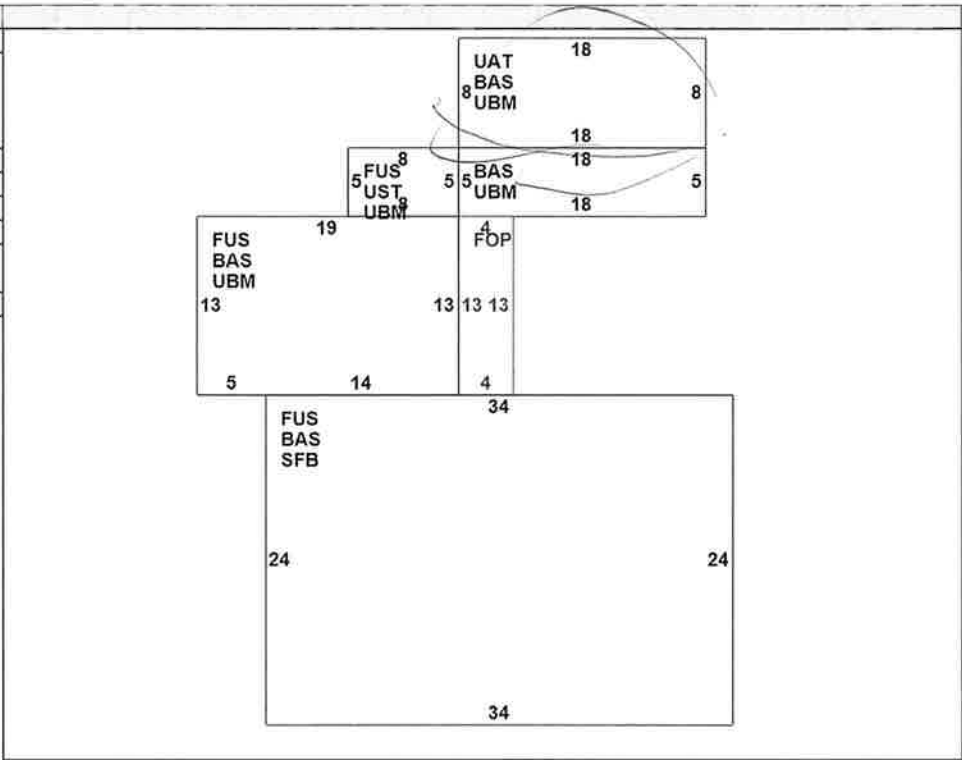 18
UAT
BAS
UBM
8 8
18
8 18
FUS BAS
5 5 5 5
UST UBM
8 18
UBM
19 4
FUS FOP
BAS
UBM
13 13 13 13
5 14 4
34
FUS
BAS
SFB
24 24
34